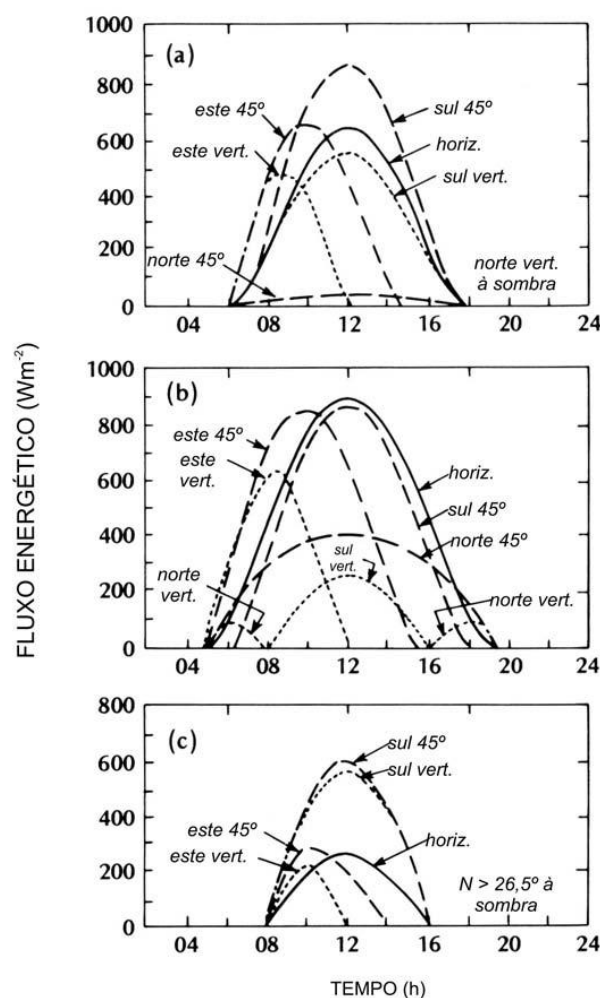 FLUXO ENERGÉTICO (Wm⁻²)
1000
(a)
800
este 45º
sul 45º
600
este vert.
horiz.
sul vert.
400
200
norte 45º
norte vert.
à sombra
0
04 08 12 16 20 24
1000
(b)
800
este 45º
este
vert.
horiz.
600
sul 45º
400
norte 45º
norte
vert.
sul
vert.
200
norte vert.
0
04 08 12 16 20 24
800
(c)
sul 45º
sul vert.
600
400
este 45º
horiz.
este vert.
200
N > 26,5º à
sombra
0
04 08 12 16 20 24
TEMPO (h)